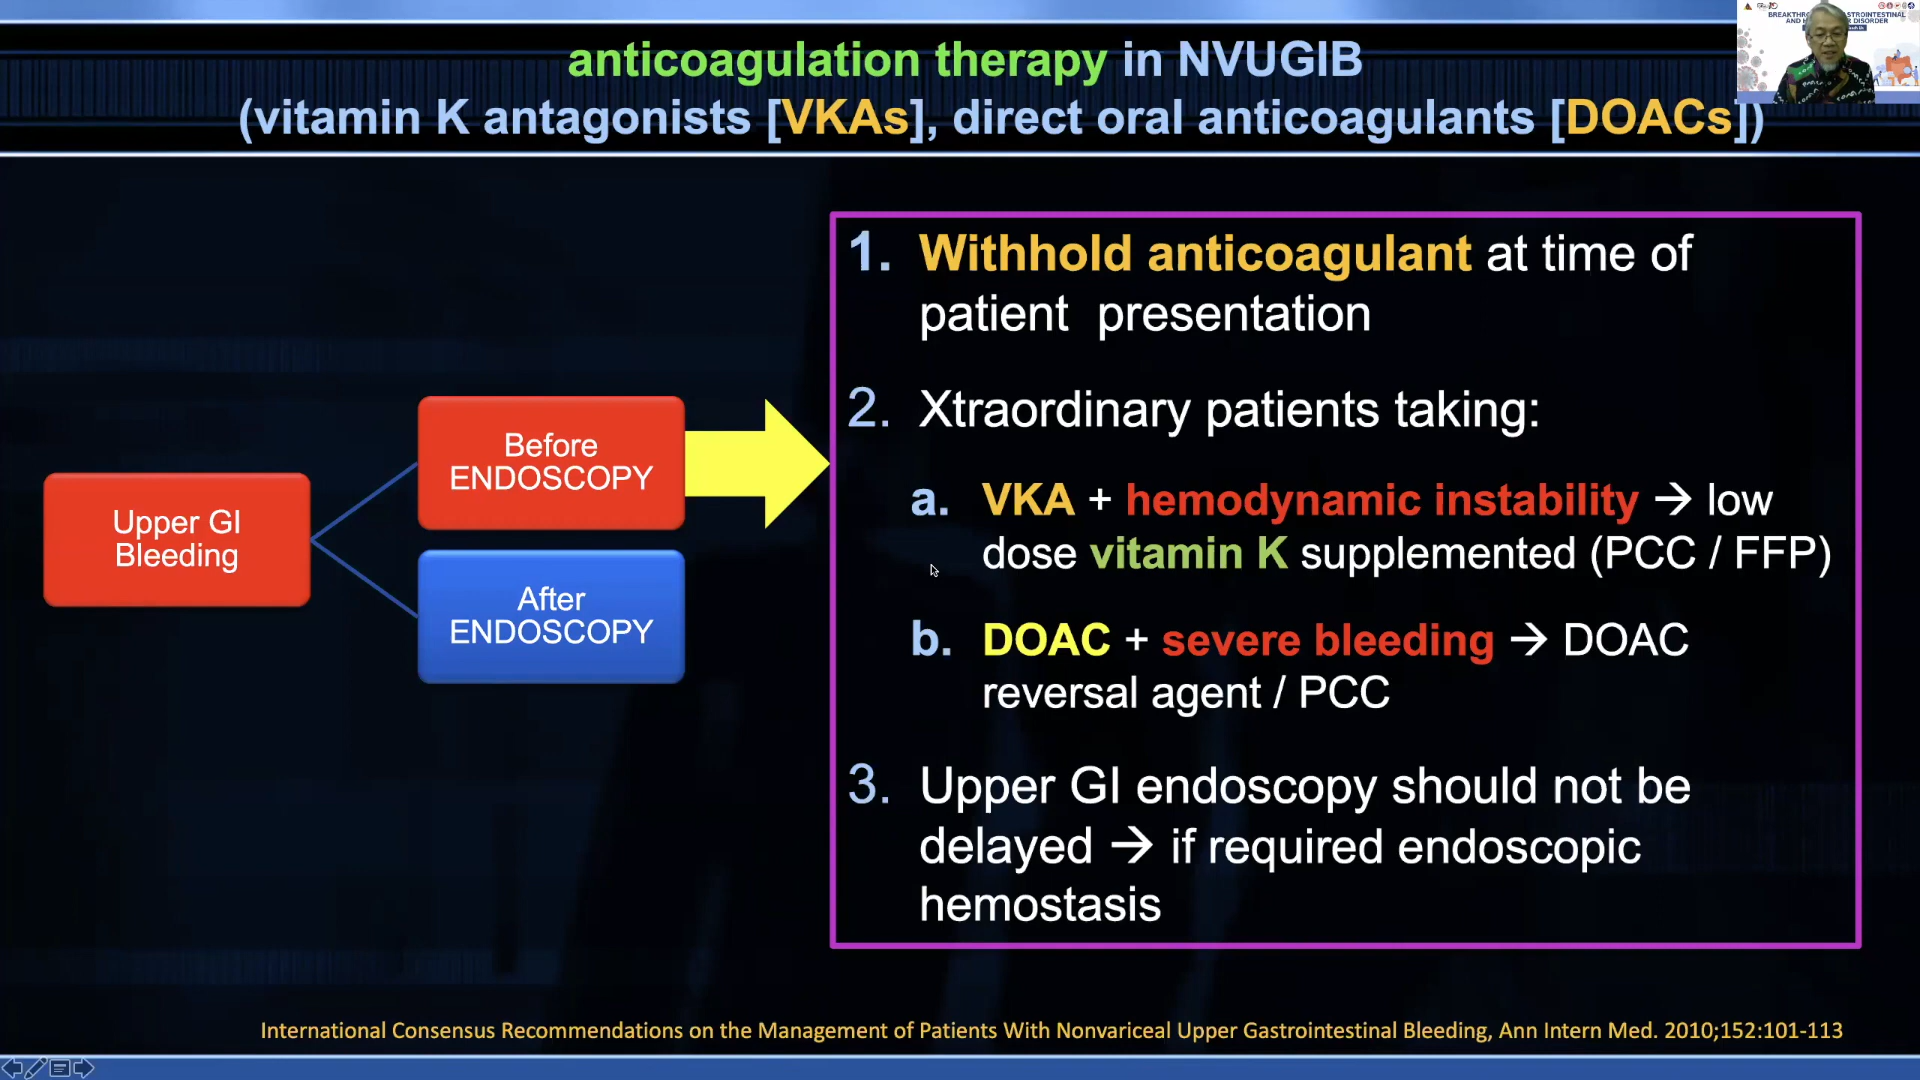 anticoagulation therapy in NVUGIB
(vitamin K antagonists [VKAs], direct oral anticoagulants [DOACs])
Upper GI
Bleeding
Before
ENDOSCOPY
After
ENDOSCOPY
1. Withhold anticoagulant at time of
patient presentation
2. Xtraordinary patients taking:
a. VKA + hemodynamic instability → low
dose vitamin K supplemented (PCC / FFP)
b. DOAC + severe bleeding → DOAC
reversal agent / PCC
3. Upper GI endoscopy should not be
delayed → if required endoscopic
hemostasis
International Consensus Recommendations on the Management of Patients With Nonvariceal Upper Gastrointestinal Bleeding, Ann Intern Med. 2010;152:101-113